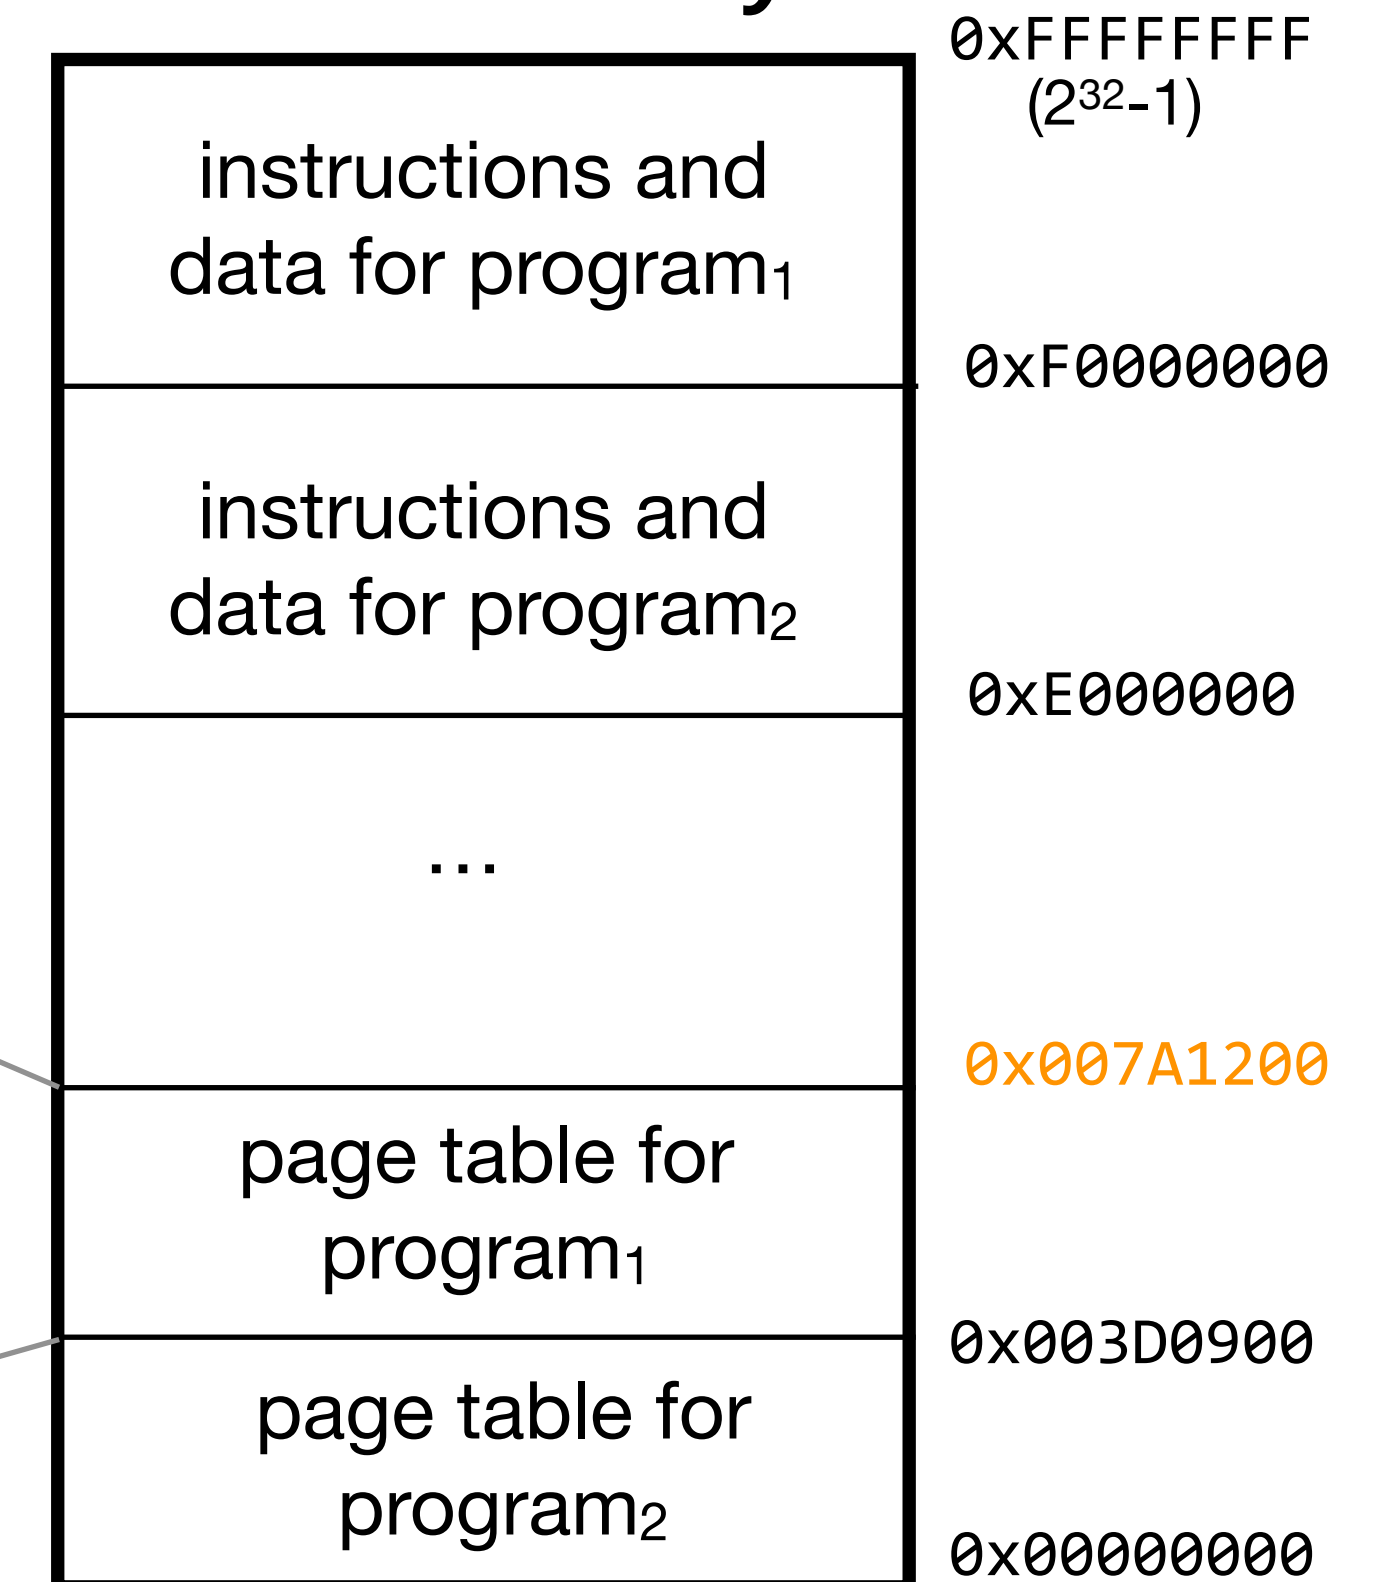 0xFFFFFFFF
(2³²-1)
instructions and
data for program₁
0xF0000000
instructions and
data for program₂
0xE000000
...
0x007A1200
page table for
program₁
0x003D0900
page table for
program₂
0x00000000